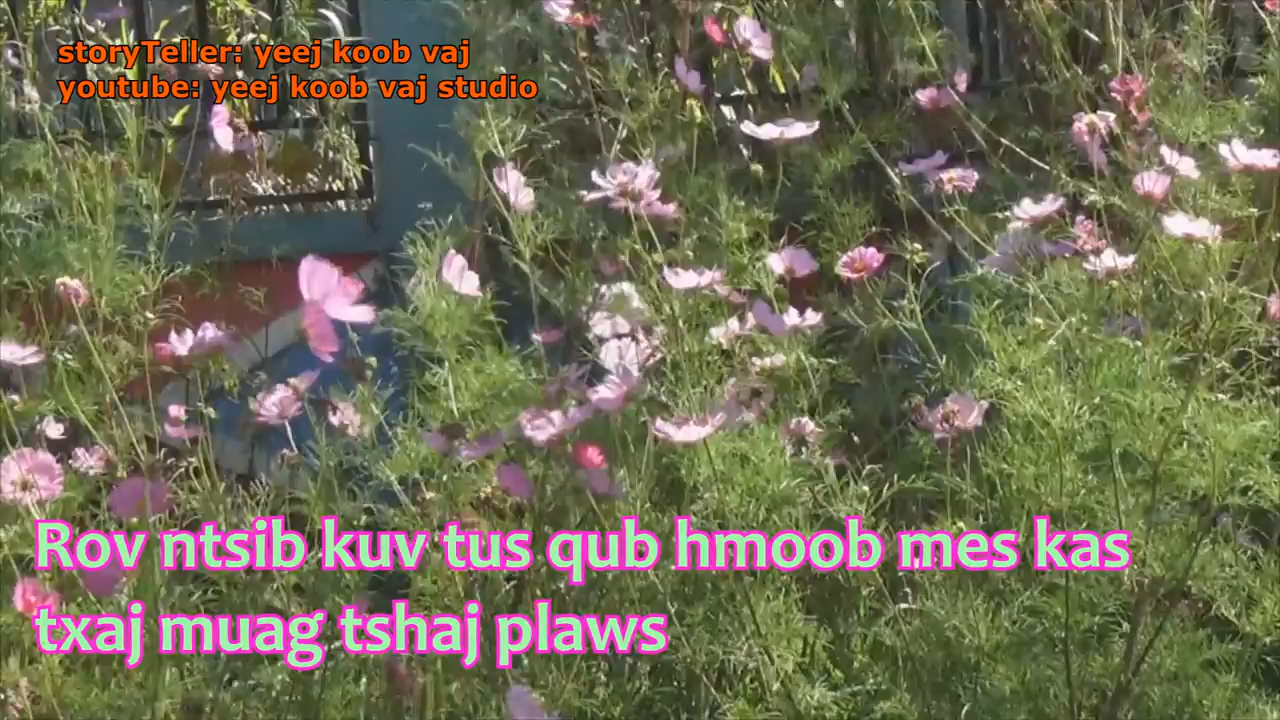 storyTeller: yeej koob vaj
youtube: yeej koob vaj studio
Rov ntsib kuv tus qub hmoob mes kas
txaj muag tshaj plaws